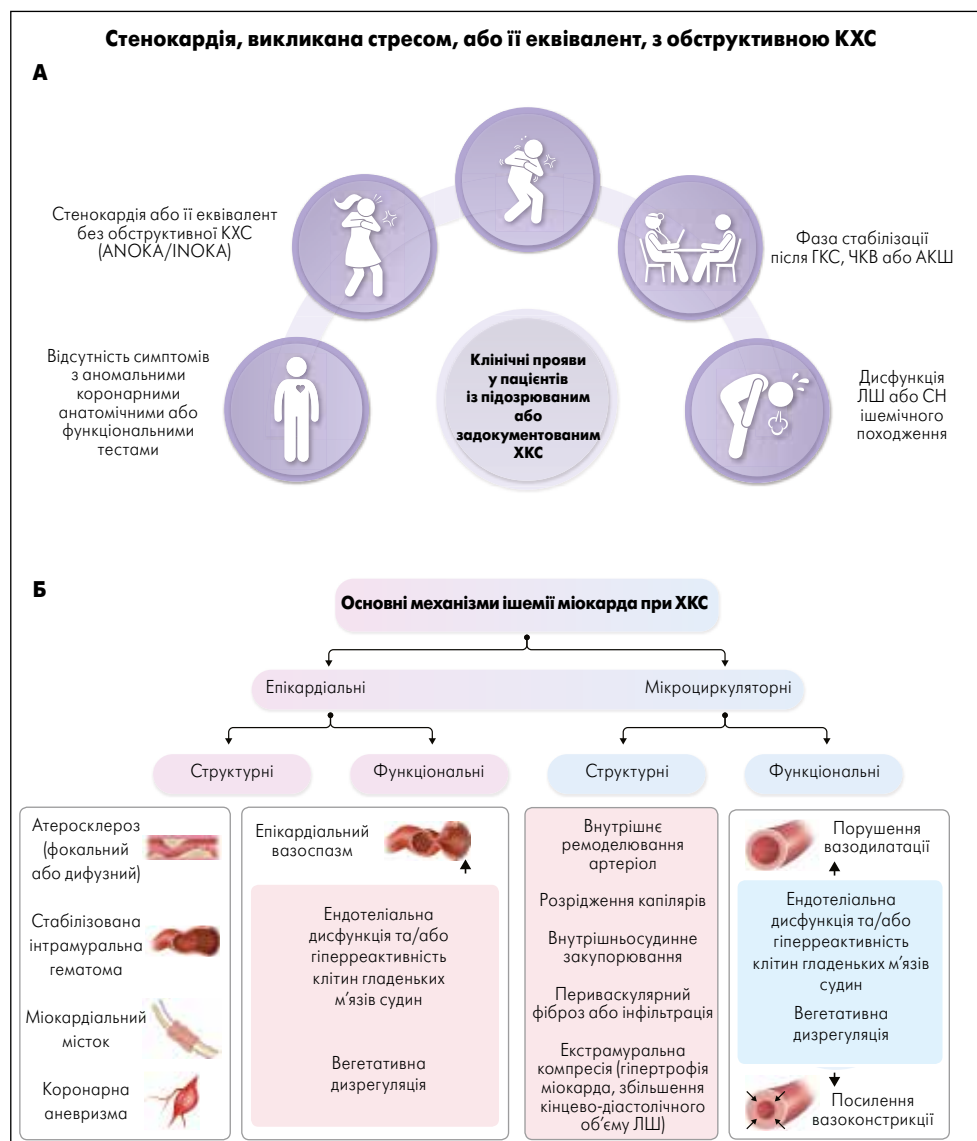 Стенокардія, викликана стресом, або її еквівалент, з обструктивною КХС
А
Стенокардія або її еквівалент
без обструктивної КХС
(ANOKA/INOKA)
Фаза стабілізації
після ГКС, ЧКВ або АКШ
Відсутність симптомів
з аномальними
коронарними
анатомічними або
функціональними
тестами
Клінічні прояви
у пацієнтів
із підозрюваним
або
задокументованим
ХКС
Дисфункція
ЛШ або СН
ішемічного
походження
Б
Основні механізми ішемії міокарда при ХКС
Епікардіальні
Мікроциркуляторні
Структурні
Функціональні
Структурні
Функціональні
Атеросклероз
(фокальний
або дифузний)
Стабілізована
інтрамуральна
гематома
Міокардіальний
місток
Коронарна
аневризма
Епікардіальний
вазоспазм
Ендотеліальна
дисфункція та/або
гіперреактивність
клітин гладеньких
м’язів судин
Вегетативна
дизрегуляція
Внутрішнє
ремоделювання
артеріол
Розрідження капілярів
Внутрішньосудинне
закупорювання
Периваскулярний
фіброз або інфільтрація
Екстрамуральна
компресія (гіпертрофія
міокарда, збільшення
кінцево-діастолічного
об’єму ЛШ)
Порушення
вазодилатації
Ендотеліальна
дисфункція та/або
гіперреактивність
клітин гладеньких м’язів
судин
Вегетативна
дизрегуляція
Посилення
вазоконстрикції